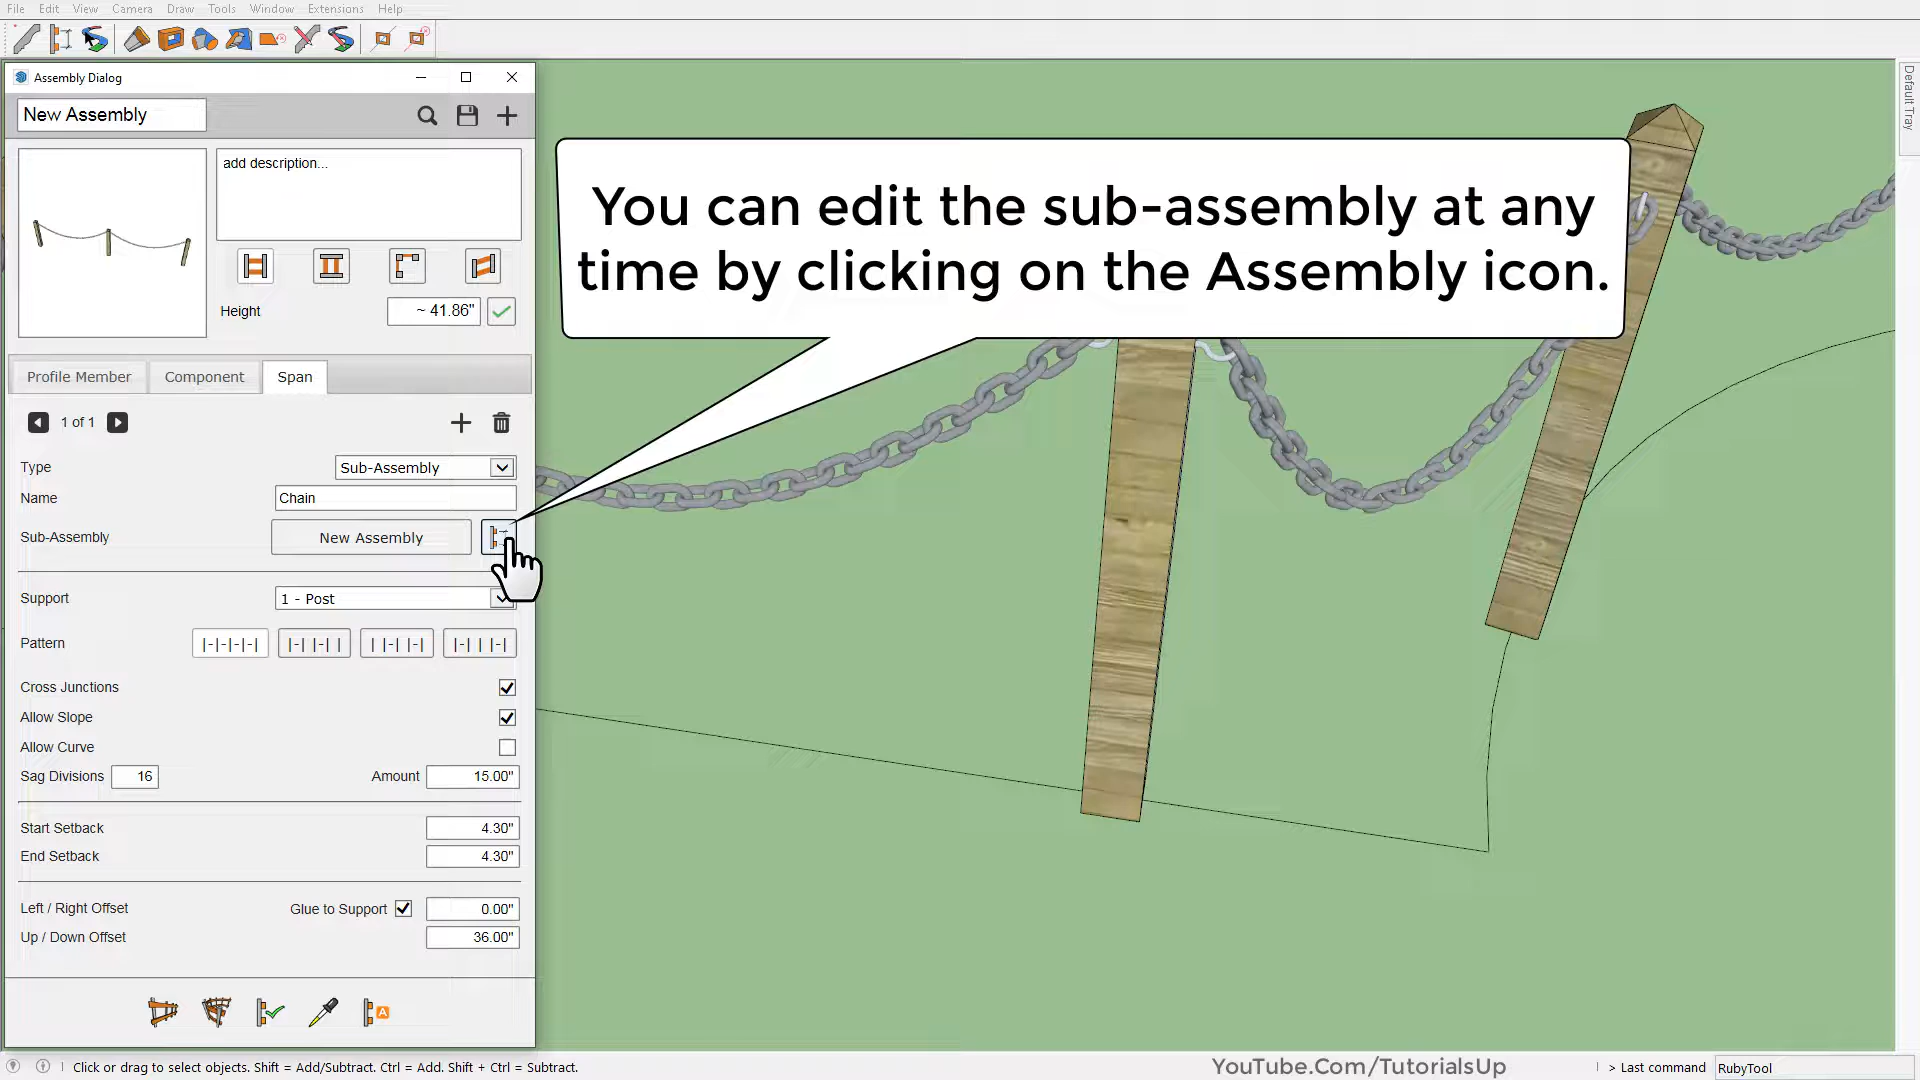 File Edit View Camera Draw Tools Window Extensions Help
Assembly Dialog
New Assembly
add description...
Height ~ 41.86"
You can edit the sub-assembly at any
time by clicking on the Assembly icon.
Profile Member Component Span
1 of 1
Type Sub-Assembly
Name Chain
Sub-Assembly New Assembly
Support 1 - Post
Pattern |-|-|-|-| |-| |-| | | |-| |-| |-| | |-|
Cross Junctions
Allow Slope
Allow Curve
Sag Divisions 16 Amount 15.00"
Start Setback 4.30"
End Setback 4.30"
Left / Right Offset Glue to Support 0.00"
Up / Down Offset 36.00"
A
Default Tray
Click or drag to select objects. Shift = Add/Subtract. Ctrl = Add. Shift + Ctrl = Subtract.
YouTube.Com/TutorialsUp
> Last command RubyTool